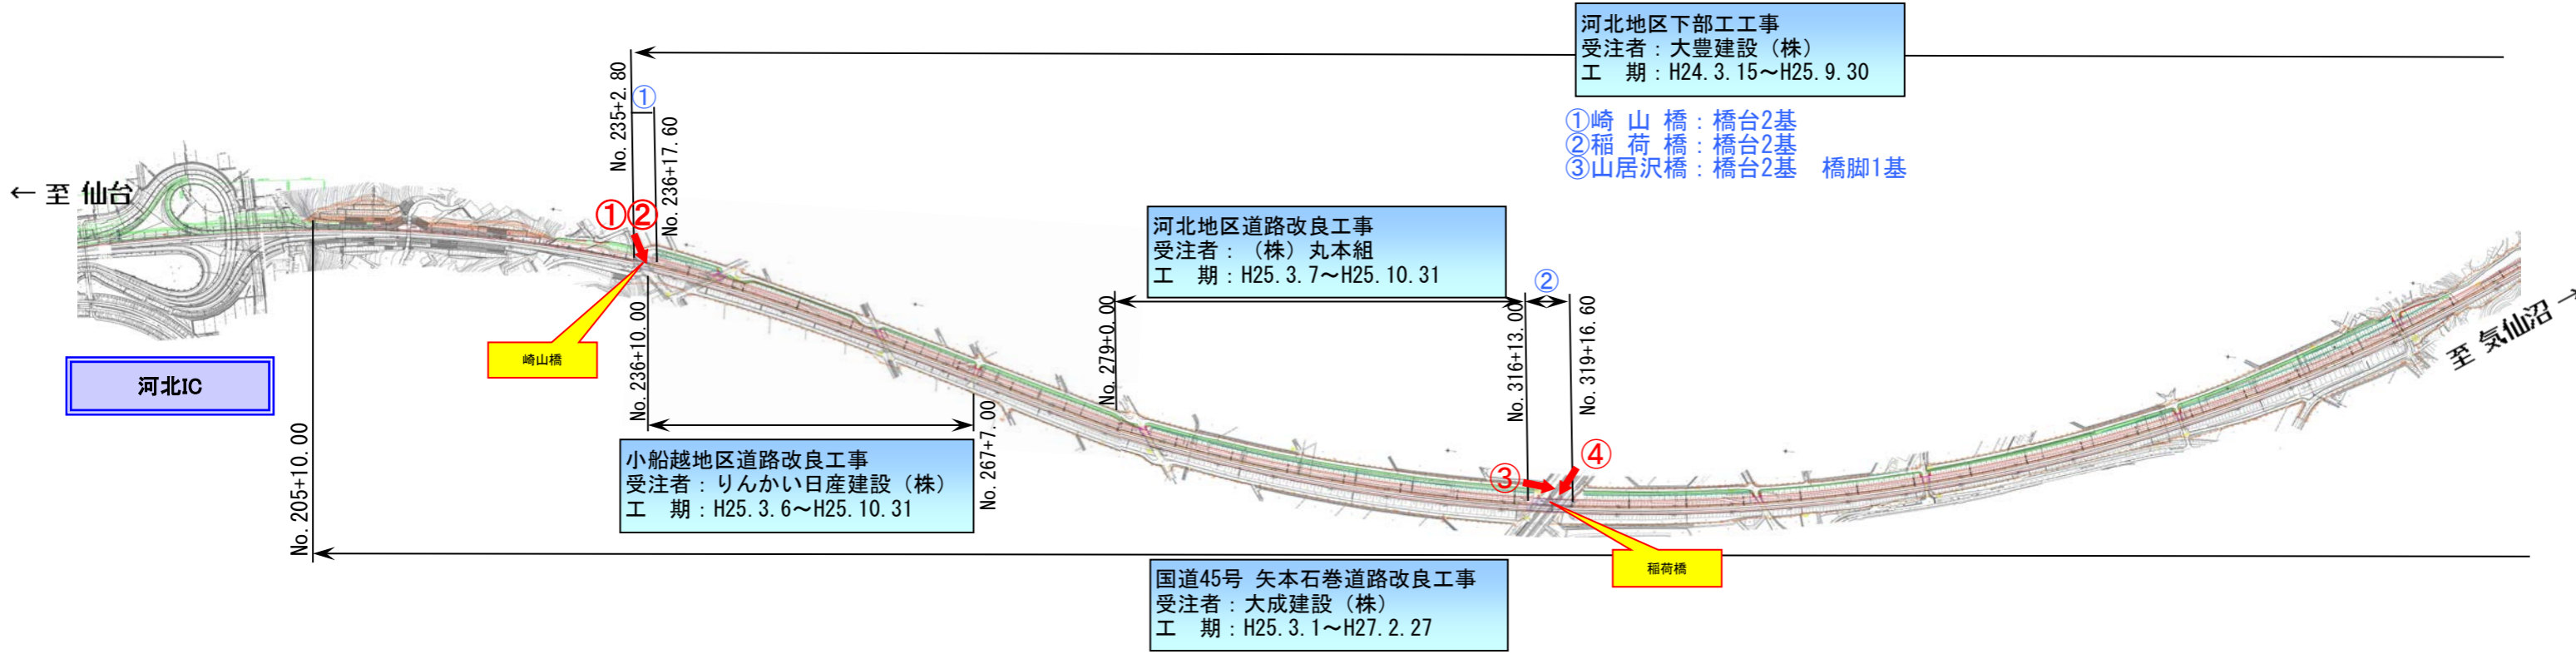 河北地区下部工工事
受注者：大豊建設（株）
工　期：H24.3.15～H25.9.30
①崎 山 橋：橋台2基
②稲 荷 橋：橋台2基
③山居沢橋：橋台2基　橋脚1基
No.235+2.80
①
No.236+17.60
← 至 仙台
①②
河北地区道路改良工事
受注者：（株）丸本組
工　期：H25.3.7～H25.10.31
②
No.279+0.00
No.316+13.00
No.319+16.60
至 気仙沼 →
崎山橋
河北IC
No.236+10.00
No.267+7.00
No.205+10.00
小船越地区道路改良工事
受注者：りんかい日産建設（株）
工　期：H25.3.6～H25.10.31
③
④
稲荷橋
国道45号 矢本石巻道路改良工事
受注者：大成建設（株）
工　期：H25.3.1～H27.2.27